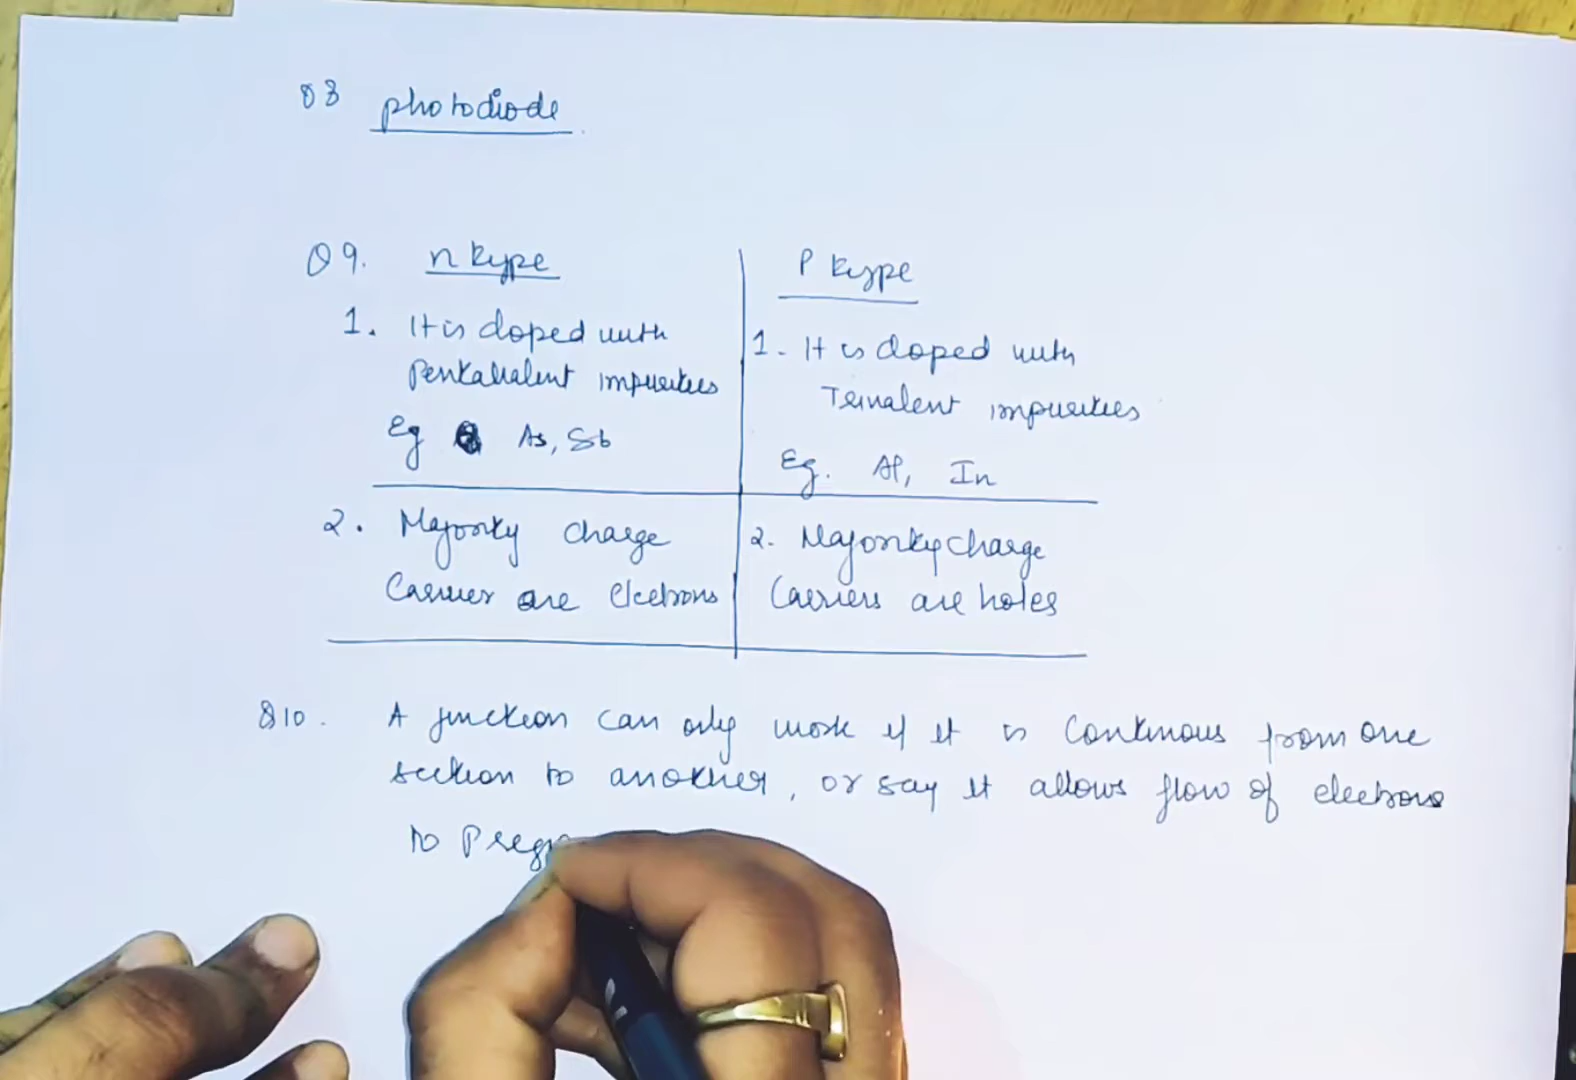 Q8 photodiode
Q9. n type
1. It is doped with
Pentavalent impurities
Eg As, Sb
2. Majority charge
Carrier are electrons
P type
1. It is doped with
Trivalent impurities
Eg. Al, In
2. Majority charge
Carriers are holes
Q10. A junction can only work if it is Continous from one
section to another, or say it allows flow of electrons
to P